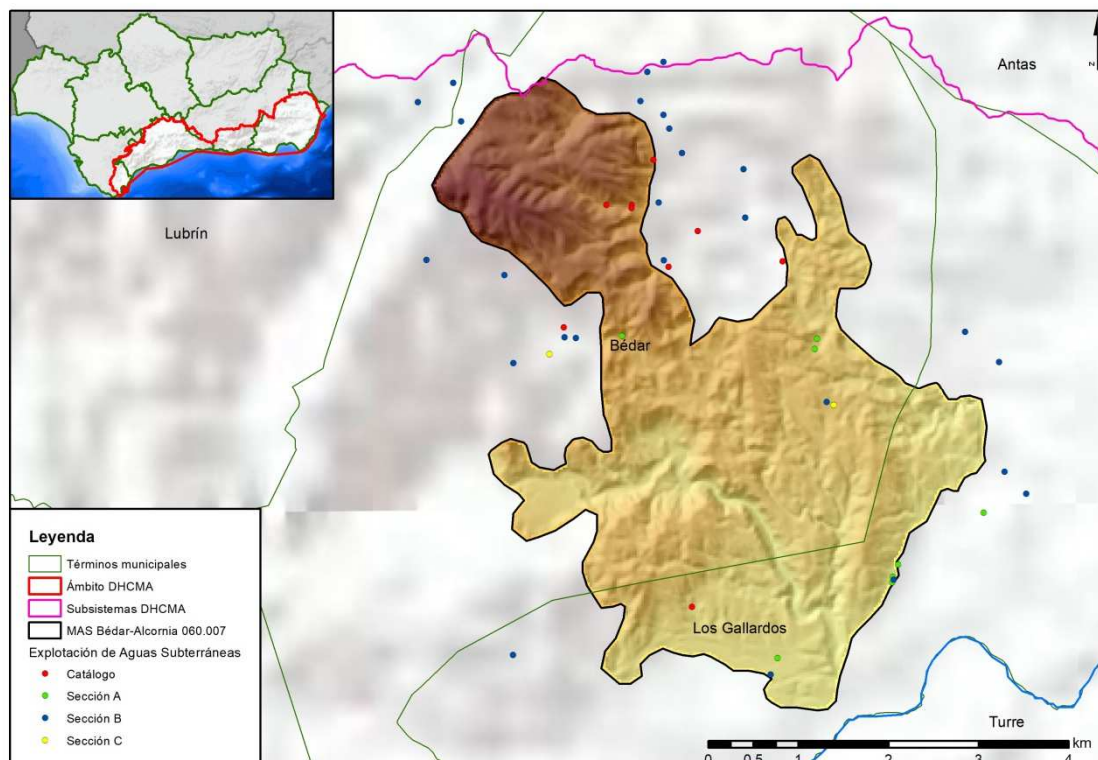 Antas
z
Lubrín
Bédar
Los Gallardos
Turre
Leyenda
Términos municipales
Ámbito DHCMA
Subsistemas DHCMA
MAS Bédar-Alcornia 060.007
Explotación de Aguas Subterráneas
Catálogo
Sección A
Sección B
Sección C
km
0 0,5 1 2 3 4